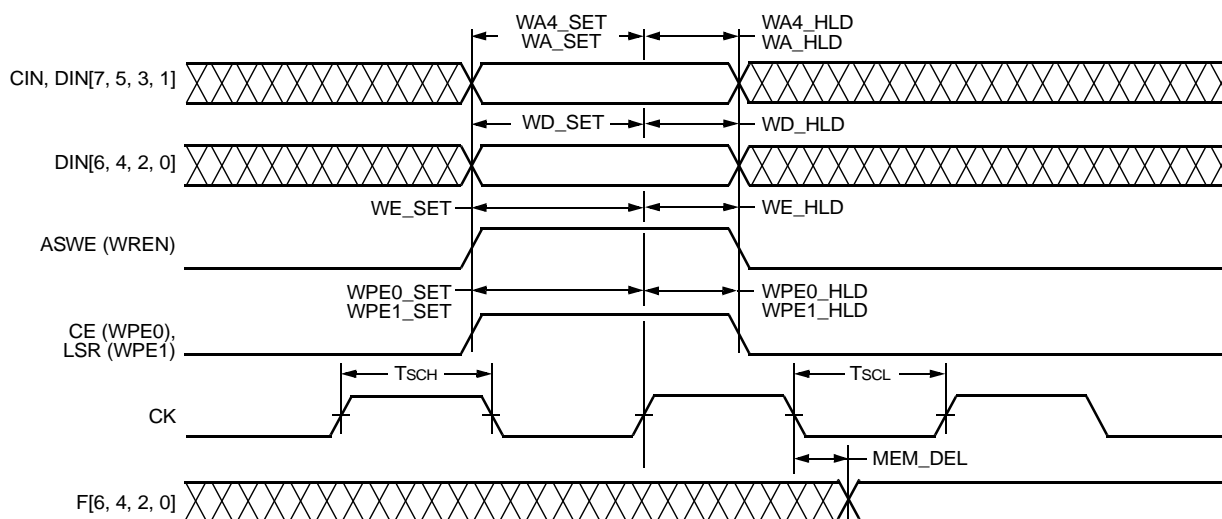 WA4_SET
WA_SET
WA4_HLD
WA_HLD
CIN, DIN[7, 5, 3, 1]
WD_SET
WD_HLD
DIN[6, 4, 2, 0]
WE_SET
WE_HLD
ASWE (WREN)
WPE0_SET
WPE1_SET
WPE0_HLD
WPE1_HLD
CE (WPE0),
LSR (WPE1)
TSCH
TSCL
CK
MEM_DEL
F[6, 4, 2, 0]